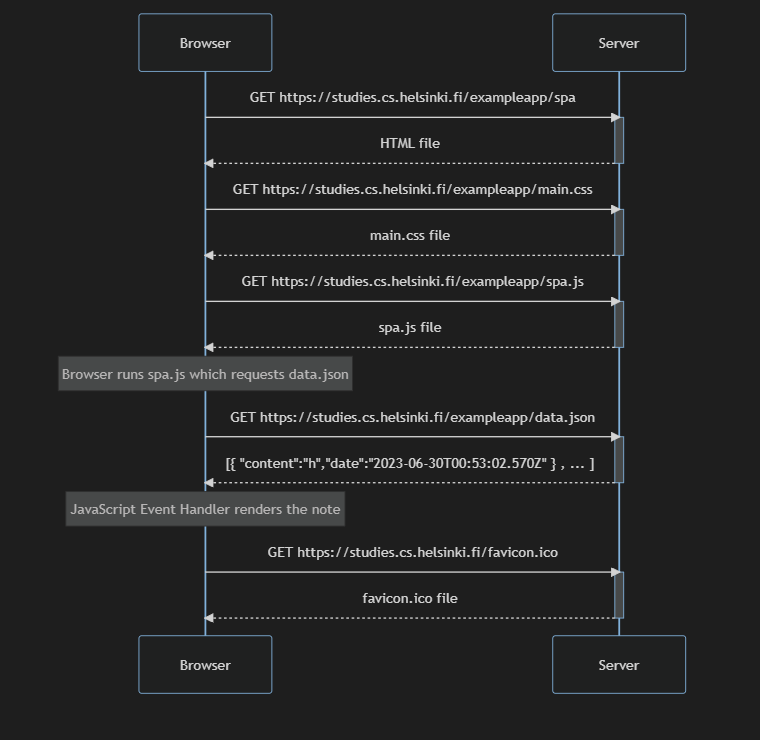 Browser
Server
GET https://studies.cs.helsinki.fi/exampleapp/spa
HTML file
GET https://studies.cs.helsinki.fi/exampleapp/main.css
main.css file
GET https://studies.cs.helsinki.fi/exampleapp/spa.js
spa.js file
Browser runs spa.js which requests data.json
GET https://studies.cs.helsinki.fi/exampleapp/data.json
[{ "content":"h","date":"2023-06-30T00:53:02.570Z" } , ... ]
JavaScript Event Handler renders the note
GET https://studies.cs.helsinki.fi/favicon.ico
favicon.ico file
Browser
Server